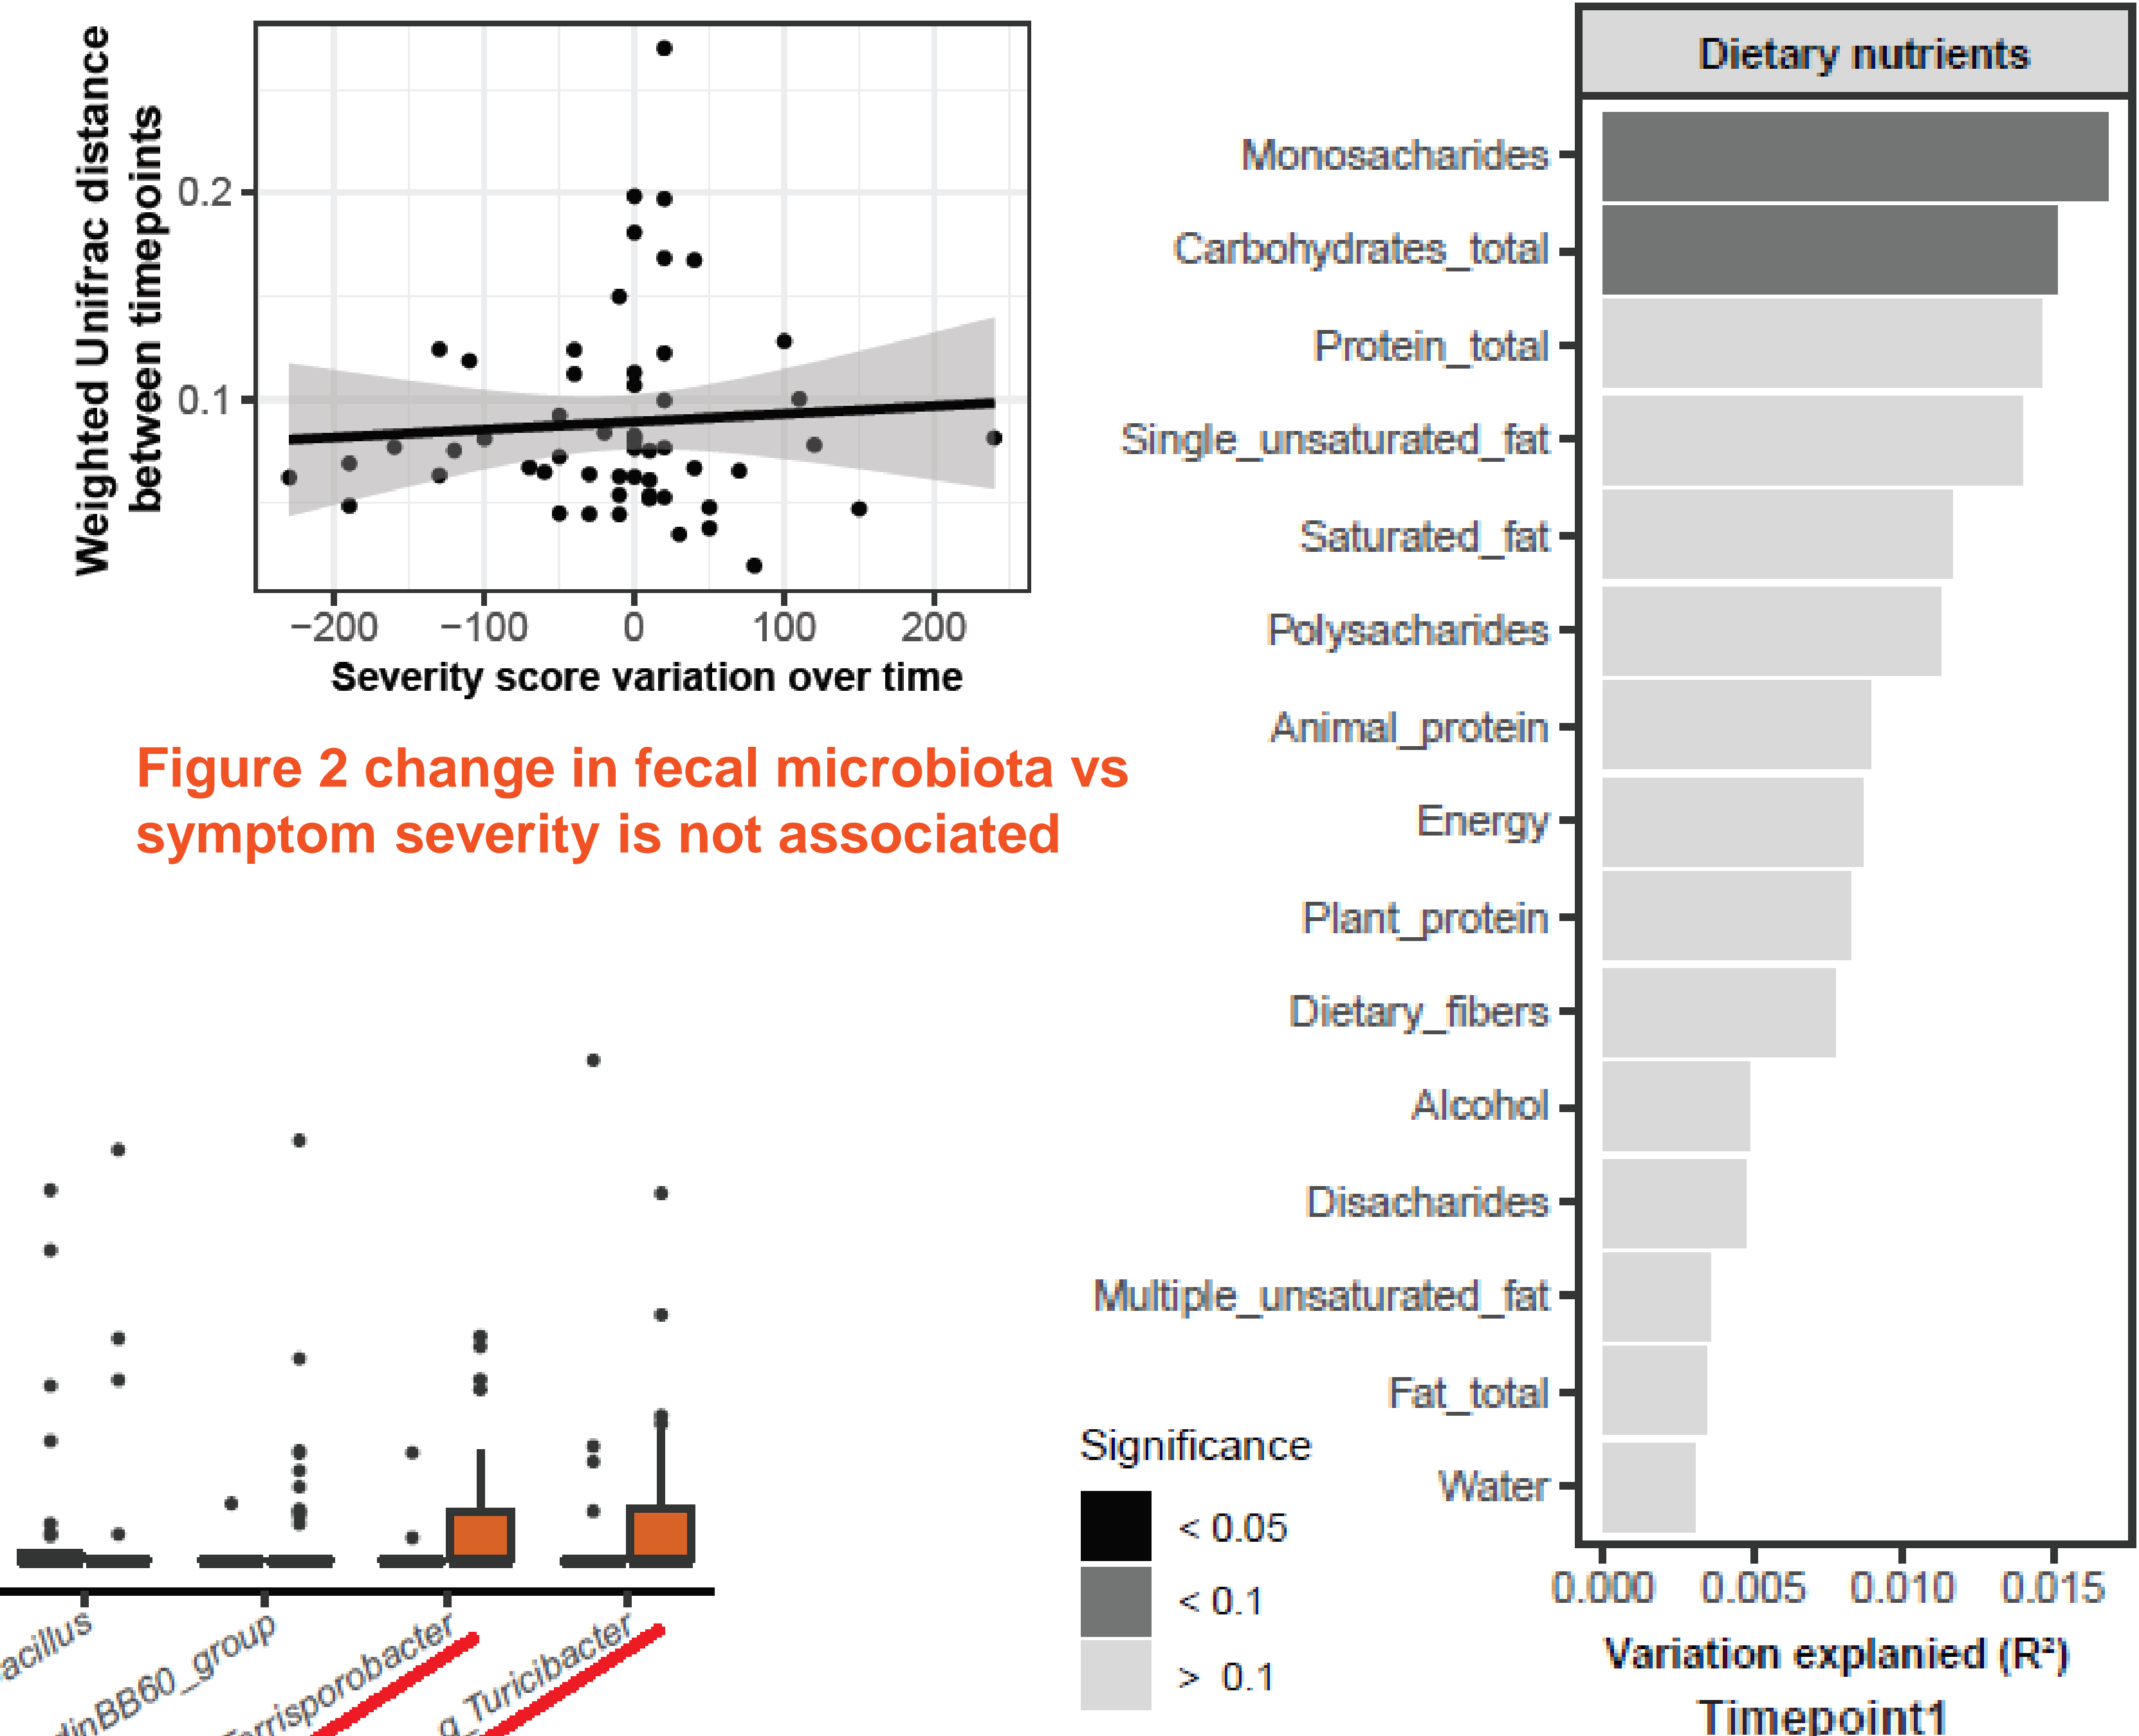 Weighted Unifrac distance
between timepoints
0.2
0.1
−200
−100
0
100
200
Severity score variation over time
Figure 2 change in fecal microbiota vs
symptom severity is not associated
Dietary nutrients
Monosacharides
Carbohydrates_total
Protein_total
Single_unsaturated_fat
Saturated_fat
Polysacharides
Animal_protein
Energy
Plant_protein
Dietary_fibers
Alcohol
Disacharides
Multiple_unsaturated_fat
Fat_total
Water
0.000
0.005
0.010
0.015
Variation explanied (R²)
Timepoint1
Significance
< 0.05
< 0.1
> 0.1
acillus
dinBB60_group
Terrisporobacter
g_Turicibacter